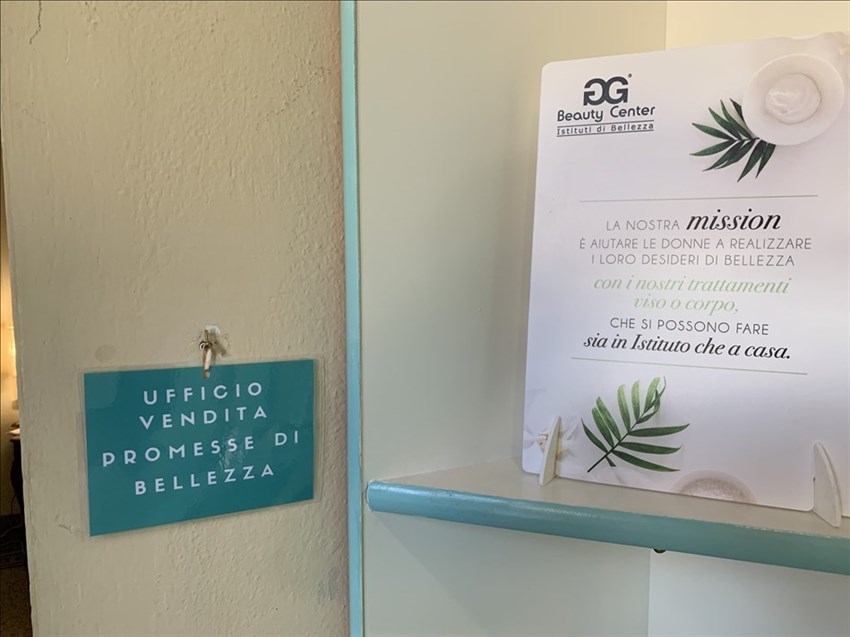 UFFICIO
VENDITA
PROMESSE DI
BELLEZZA
GG®
Beauty Center
Istituti di Bellezza
LA NOSTRA mission
È AIUTARE LE DONNE A REALIZZARE
I LORO DESIDERI DI BELLEZZA
con i nostri trattamenti
viso o corpo,
CHE SI POSSONO FARE
sia in Istituto che a casa.